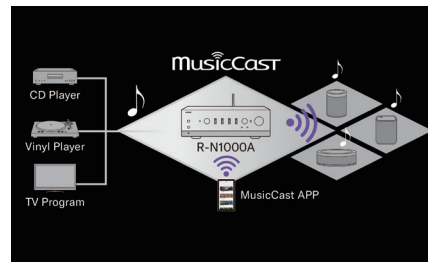 MusicCast
CD Player
Vinyl Player
TV Program
R-N1000A
MusicCast APP